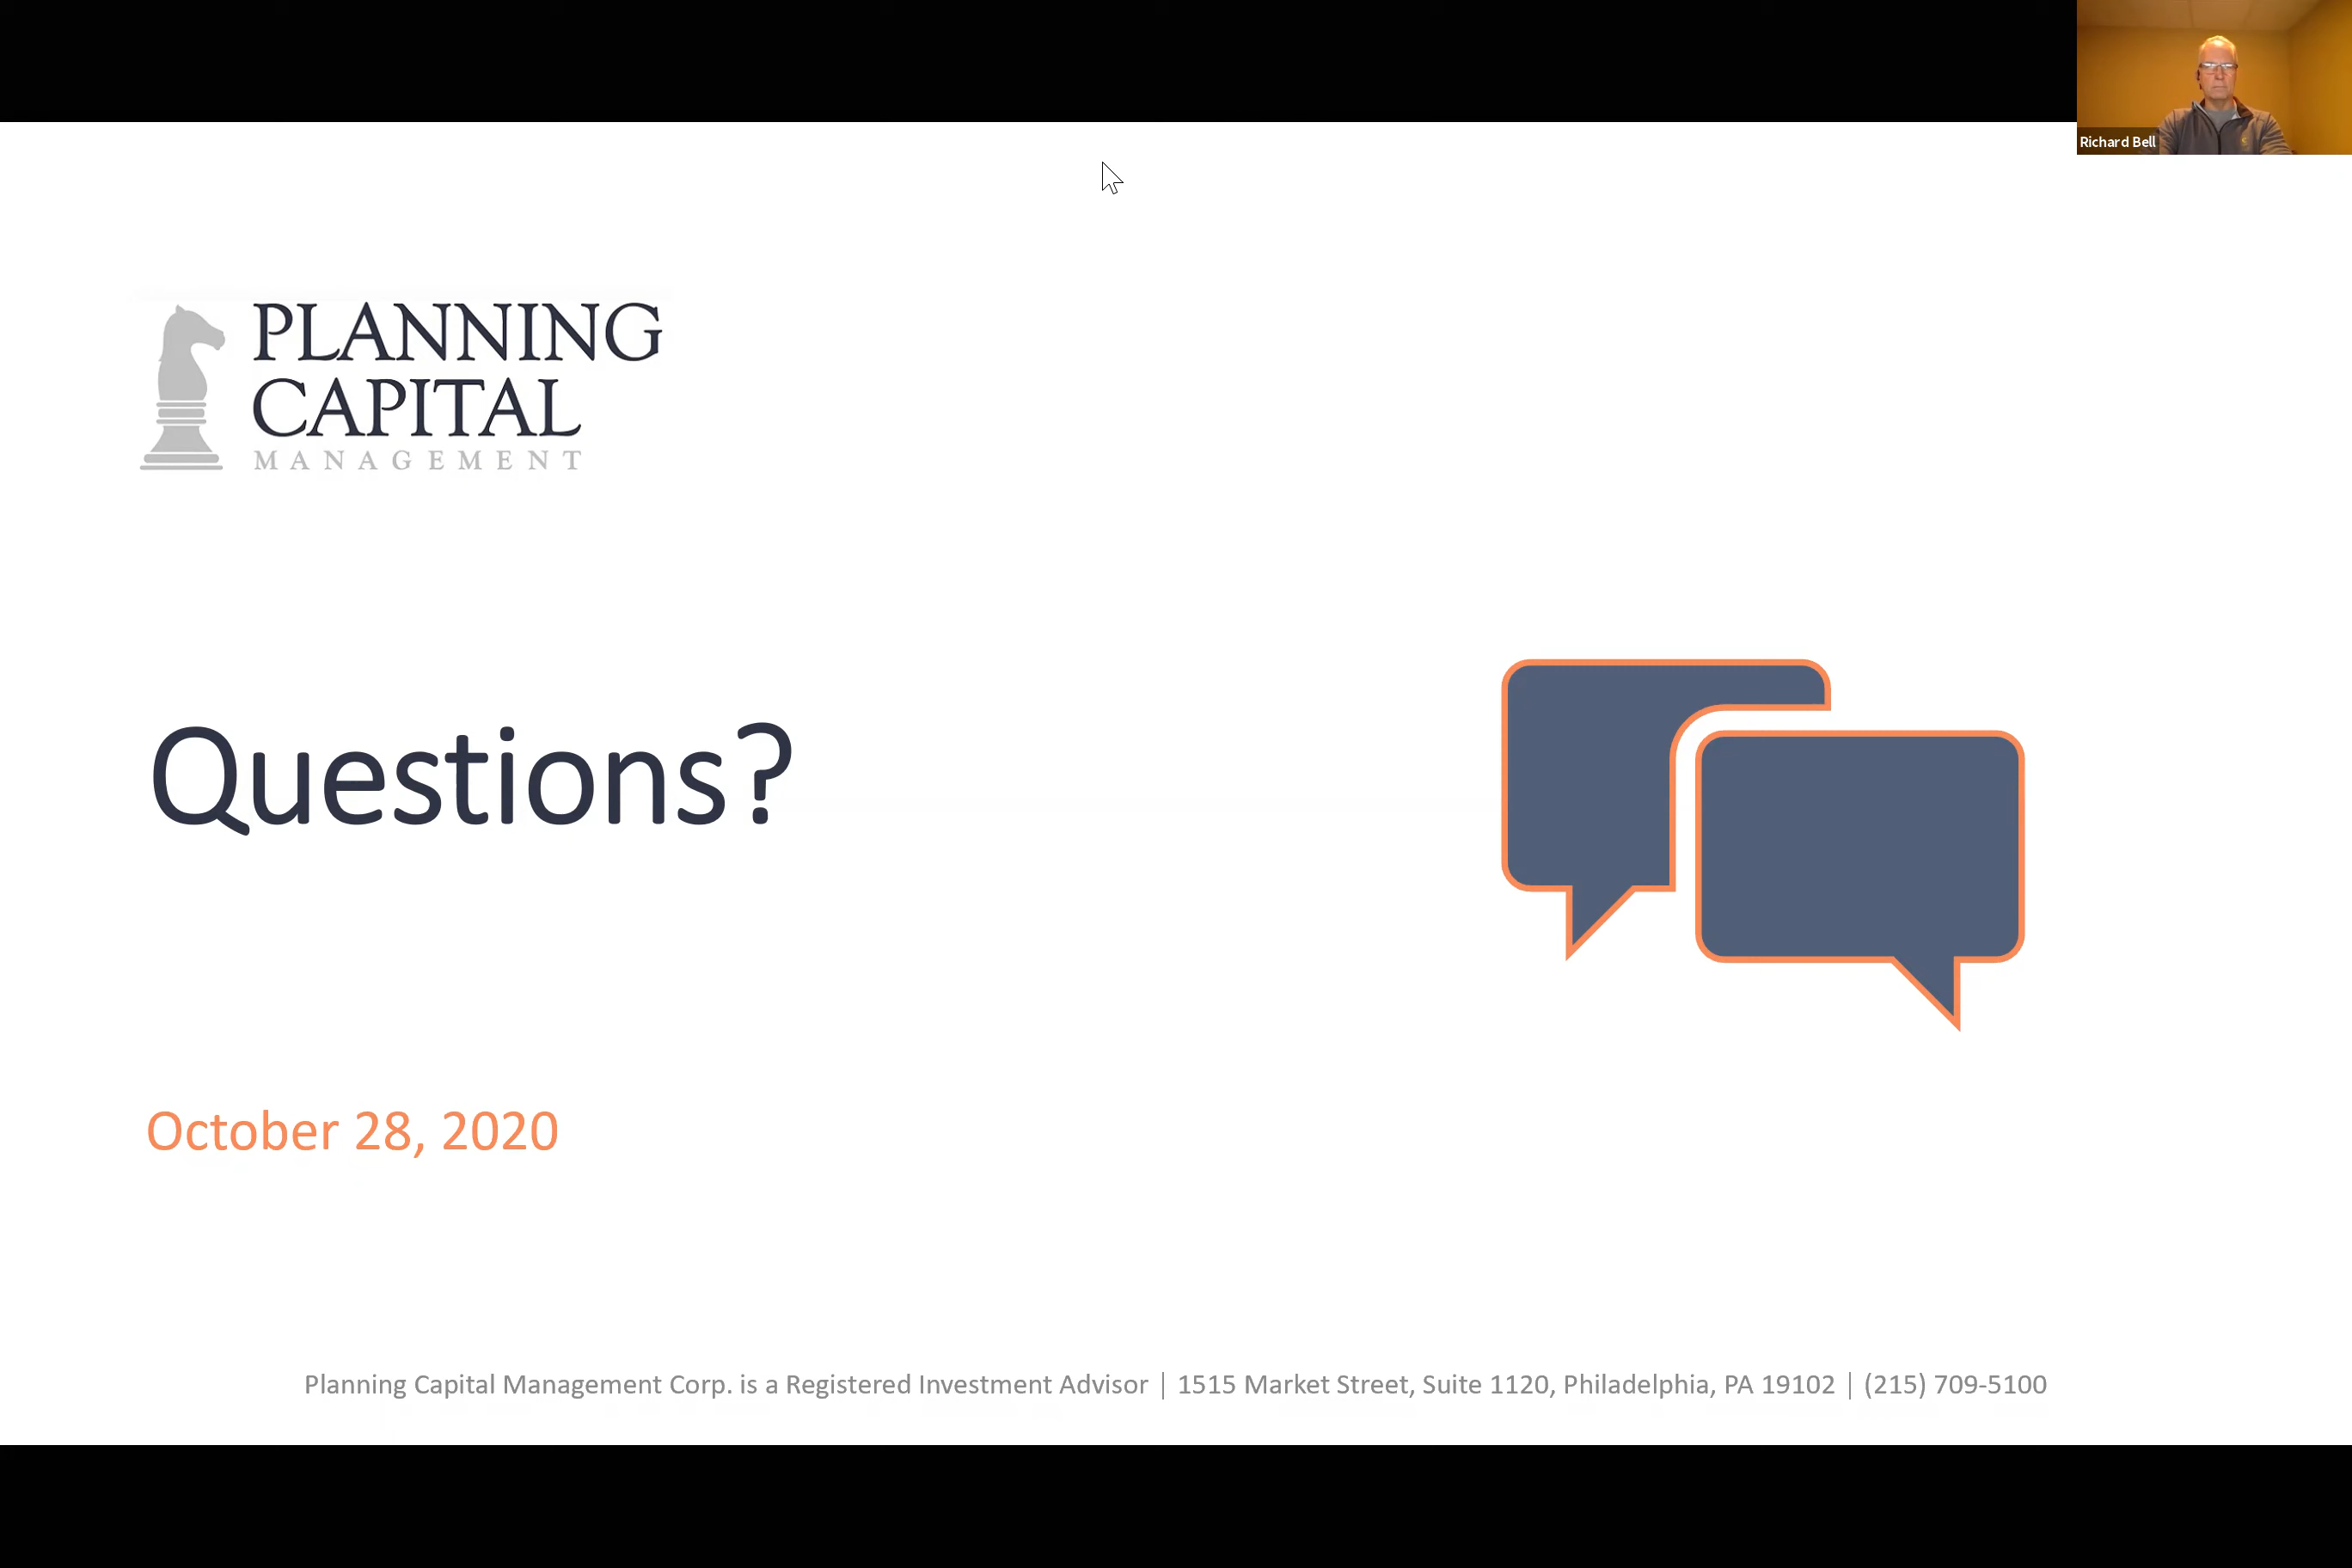 Richard Bell
PLANNING
CAPITAL
MANAGEMENT
Questions?
October 28, 2020
Planning Capital Management Corp. is a Registered Investment Advisor | 1515 Market Street, Suite 1120, Philadelphia, PA 19102 | (215) 709-5100